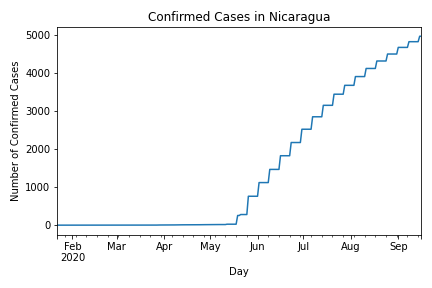 Confirmed Cases in Nicaragua
Number of Confirmed Cases
5000
4000
3000
2000
1000
0
Feb Mar Apr May Jun Jul Aug Sep
2020
Day